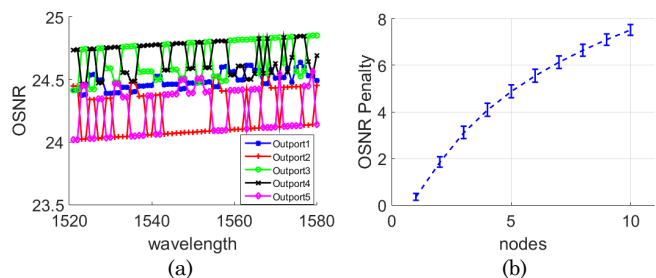 25
24.5
24
23.5
OSNR
1520
1540
1560
1580
wavelength
Outport1
Outport2
Outport3
Outport4
Outport5
(a)
8
6
4
2
0
OSNR Penalty
0
5
10
nodes
(b)